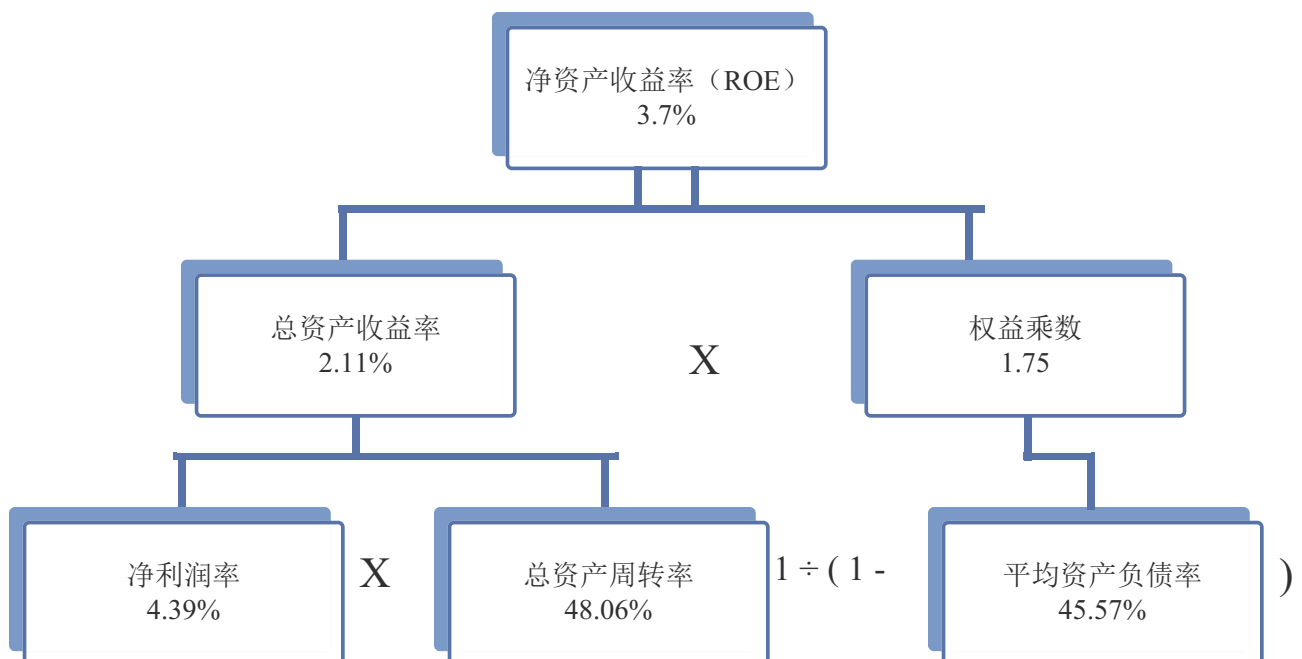 净资产收益率（ROE）
3.7%
总资产收益率
2.11%
X
权益乘数
1.75
净利润率
4.39%
X
总资产周转率
48.06%
1 ÷ ( 1 -
平均资产负债率
45.57%
)